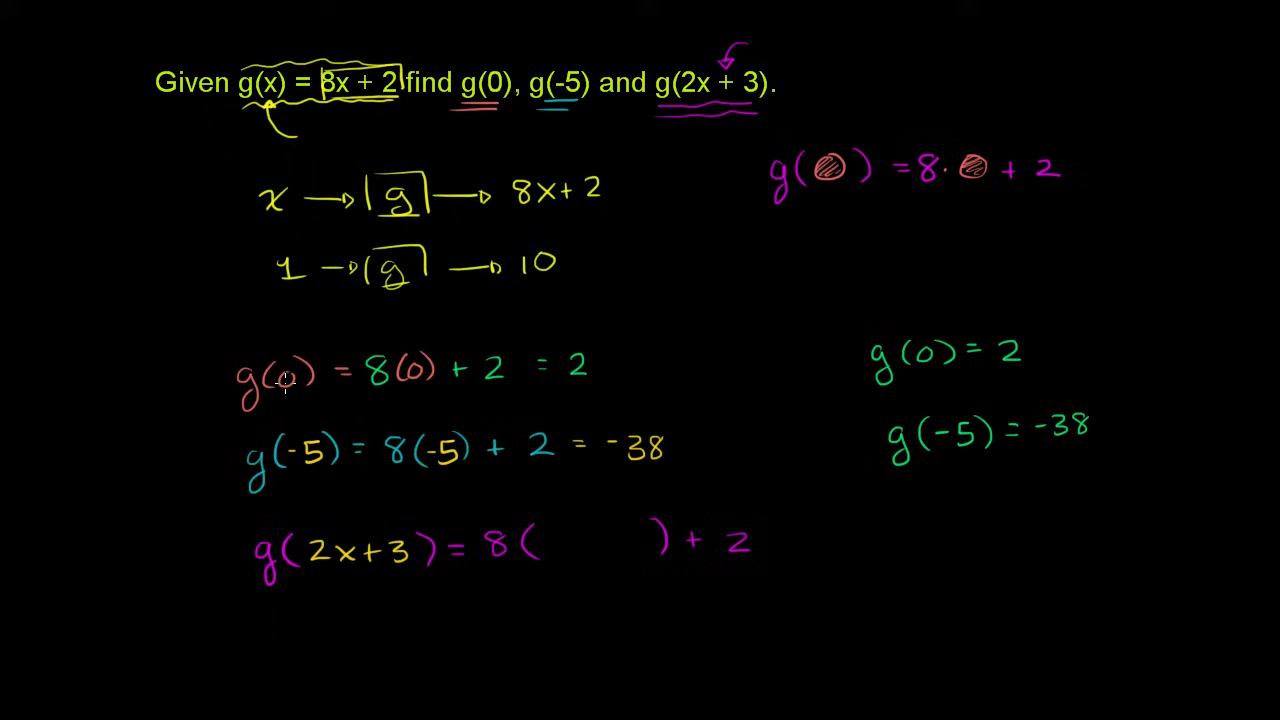 Given g(x) = 8x + 2 find g(0), g(-5) and g(2x + 3).
g( ) = 8 · + 2
x → g → 8x + 2
1 → g → 10
g(0) = 8(0) + 2 = 2
g(0) = 2
g(-5) = 8(-5) + 2 = -38
g(-5) = -38
g(2x+3) = 8( ) + 2